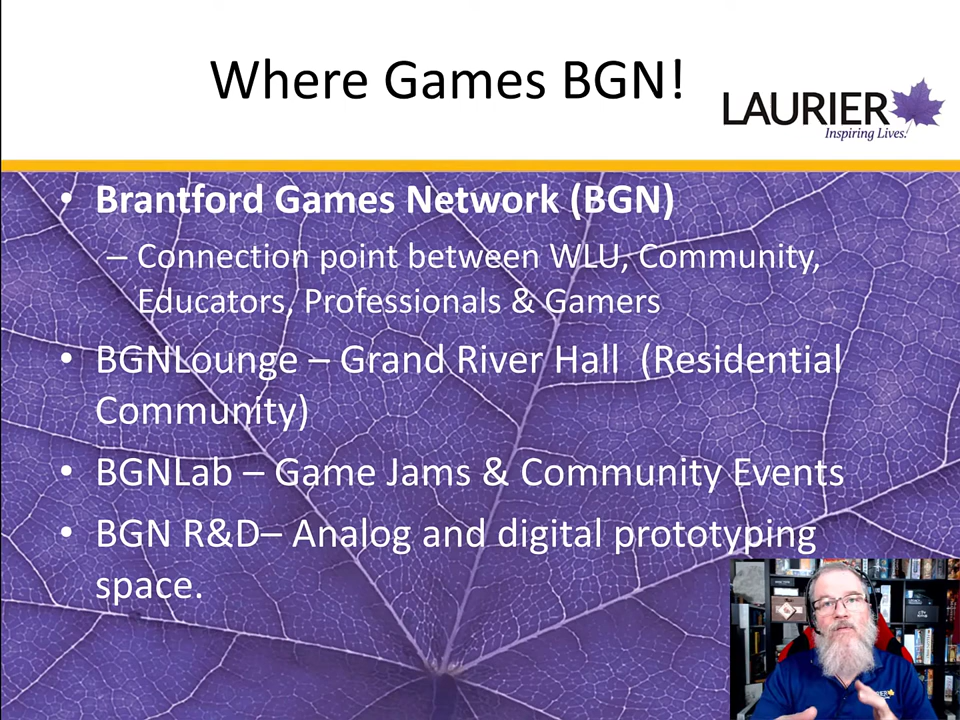 Where Games BGN!
LAURIER
Inspiring Lives.
• Brantford Games Network (BGN)
– Connection point between WLU, Community,
Educators, Professionals & Gamers
• BGNLounge – Grand River Hall (Residential
Community)
• BGNLab – Game Jams & Community Events
• BGN R&D– Analog and digital prototyping
space.